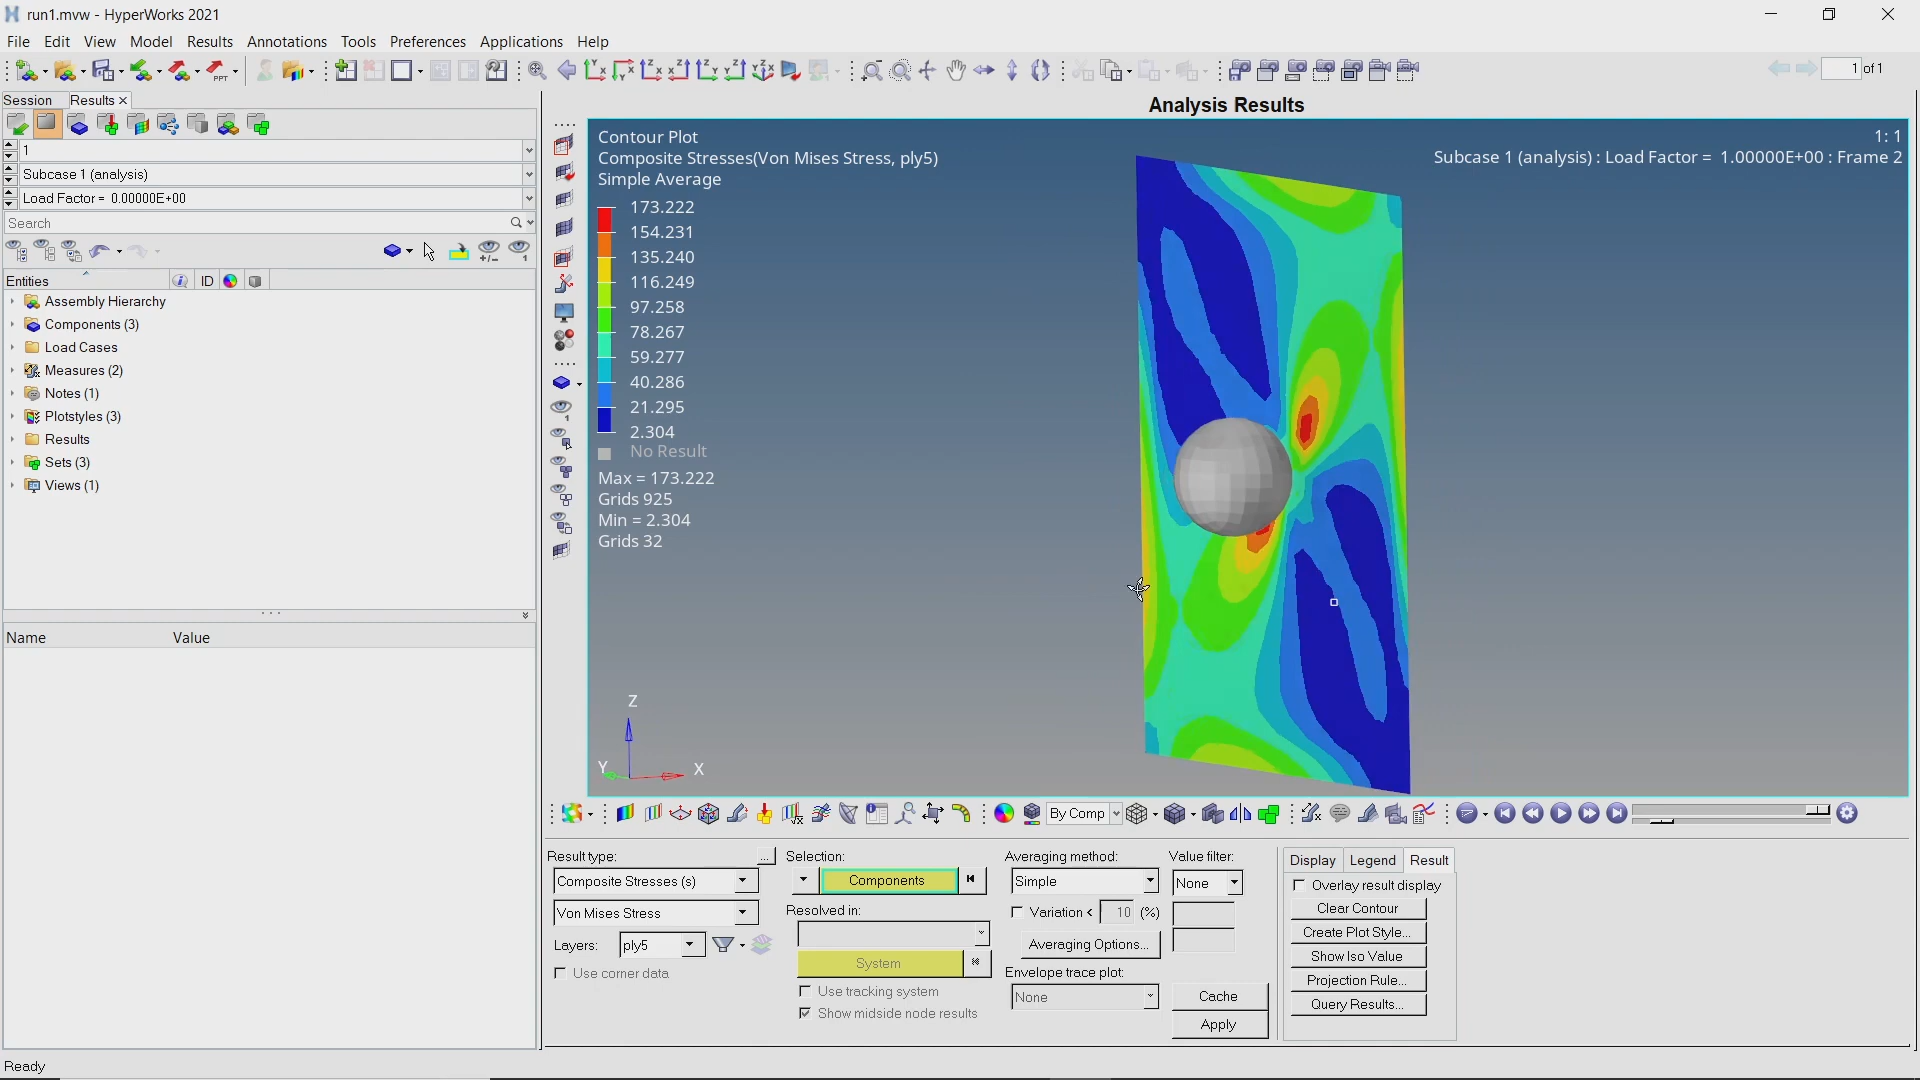 run1.mvw - HyperWorks 2021
File Edit View Model Results Annotations Tools Preferences Applications Help
PPT
1 of 1
Session Results
1
Subcase 1 (analysis)
Load Factor = 0.00000E+00
Search
Entities ID
Assembly Hierarchy
Components (3)
Load Cases
Measures (2)
Notes (1)
Plotstyles (3)
Results
Sets (3)
Views (1)
Name Value
Analysis Results
Contour Plot
Composite Stresses(Von Mises Stress, ply5)
Simple Average
1: 1
Subcase 1 (analysis) : Load Factor = 1.00000E+00 : Frame 2
173.222
154.231
135.240
116.249
97.258
78.267
59.277
40.286
21.295
2.304
No Result
Max = 173.222
Grids 925
Min = 2.304
Grids 32
Z
Y
X
By Comp
Result type: ...
Composite Stresses (s)
Von Mises Stress
Layers: ply5
Use corner data
Selection:
Components
Resolved in:
System
Use tracking system
Show midside node results
Averaging method:
Simple
Variation < 10 (%)
Averaging Options...
Envelope trace plot:
None
Value filter:
None
Cache
Apply
Display Legend Result
Overlay result display
Clear Contour
Create Plot Style...
Show Iso Value
Projection Rule...
Query Results...
Ready